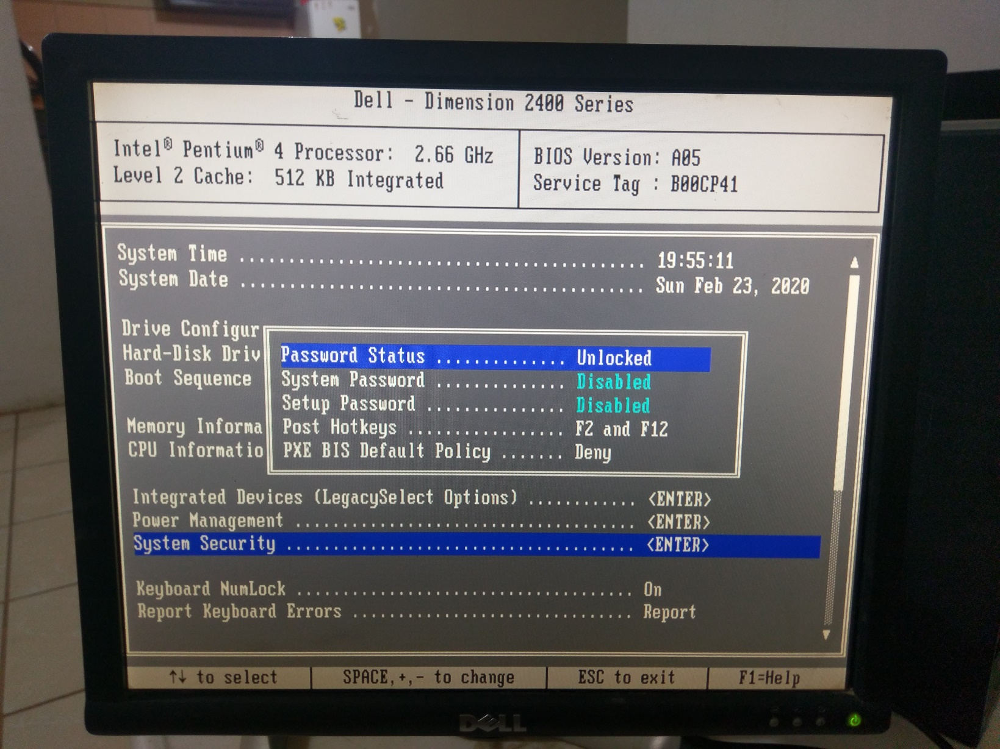 Dell - Dimension 2400 Series
Intel® Pentium® 4 Processor: 2.66 GHz
Level 2 Cache: 512 KB Integrated
BIOS Version: A05
Service Tag : B00CP41
System Time ........................................... 19:55:11
System Date ........................................... Sun Feb 23, 2020
Drive Configur
Hard-Disk Driv
Boot Sequence
Memory Informa
CPU Informatio
Password Status .............. Unlocked
System Password .............. Disabled
Setup Password ............... Disabled
Post Hotkeys ................. F2 and F12
PXE BIS Default Policy ....... Deny
Integrated Devices (LegacySelect Options) ............ <ENTER>
Power Management ..................................... <ENTER>
System Security ...................................... <ENTER>
Keyboard NumLock ..................................... On
Report Keyboard Errors ............................... Report
↑↓ to select
SPACE,+,- to change
ESC to exit
F1=Help
DELL